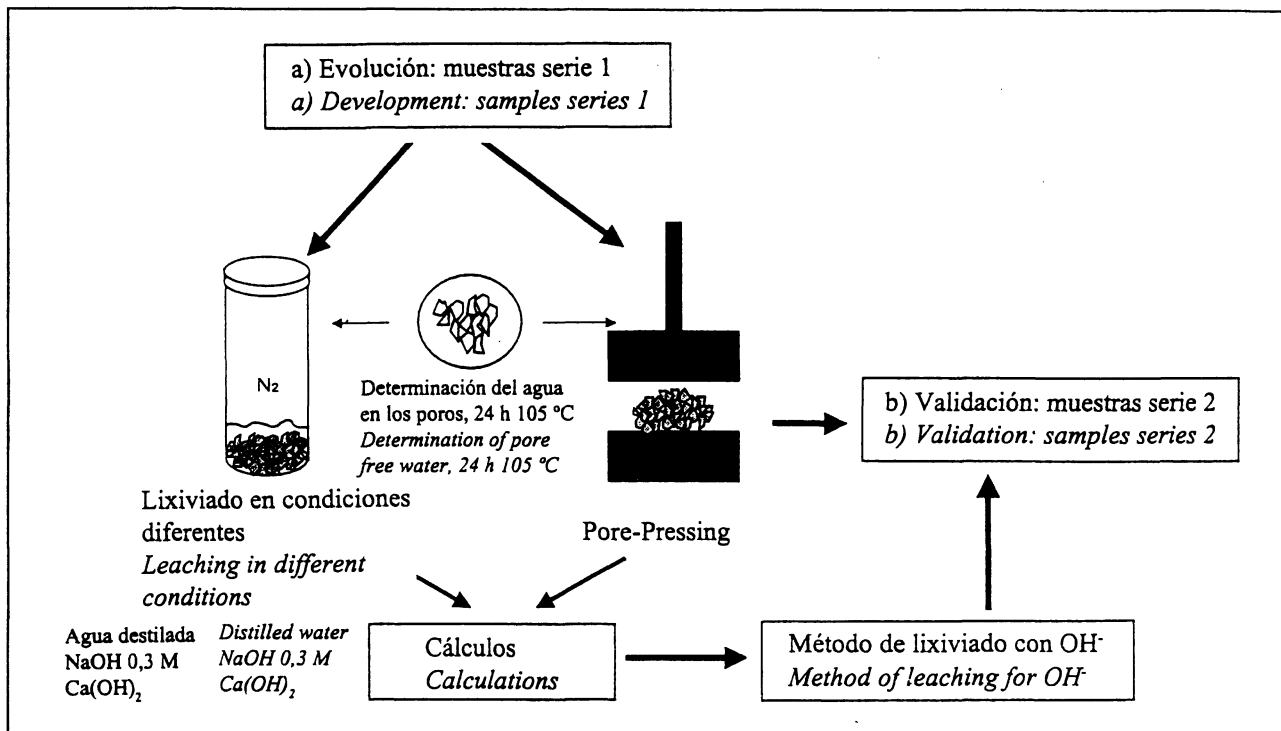 a) Evolución: muestras serie 1
a) Development: samples series 1
N2
Determinación del agua
en los poros, 24 h 105 ºC
Determination of pore
free water, 24 h 105 ºC
b) Validación: muestras serie 2
b) Validation: samples series 2
Lixiviado en condiciones
diferentes
Leaching in different
conditions
Pore-Pressing
Agua destilada
NaOH 0,3 M
Ca(OH)2
Distilled water
NaOH 0,3 M
Ca(OH)2
Cálculos
Calculations
Método de lixiviado con OH-
Method of leaching for OH-